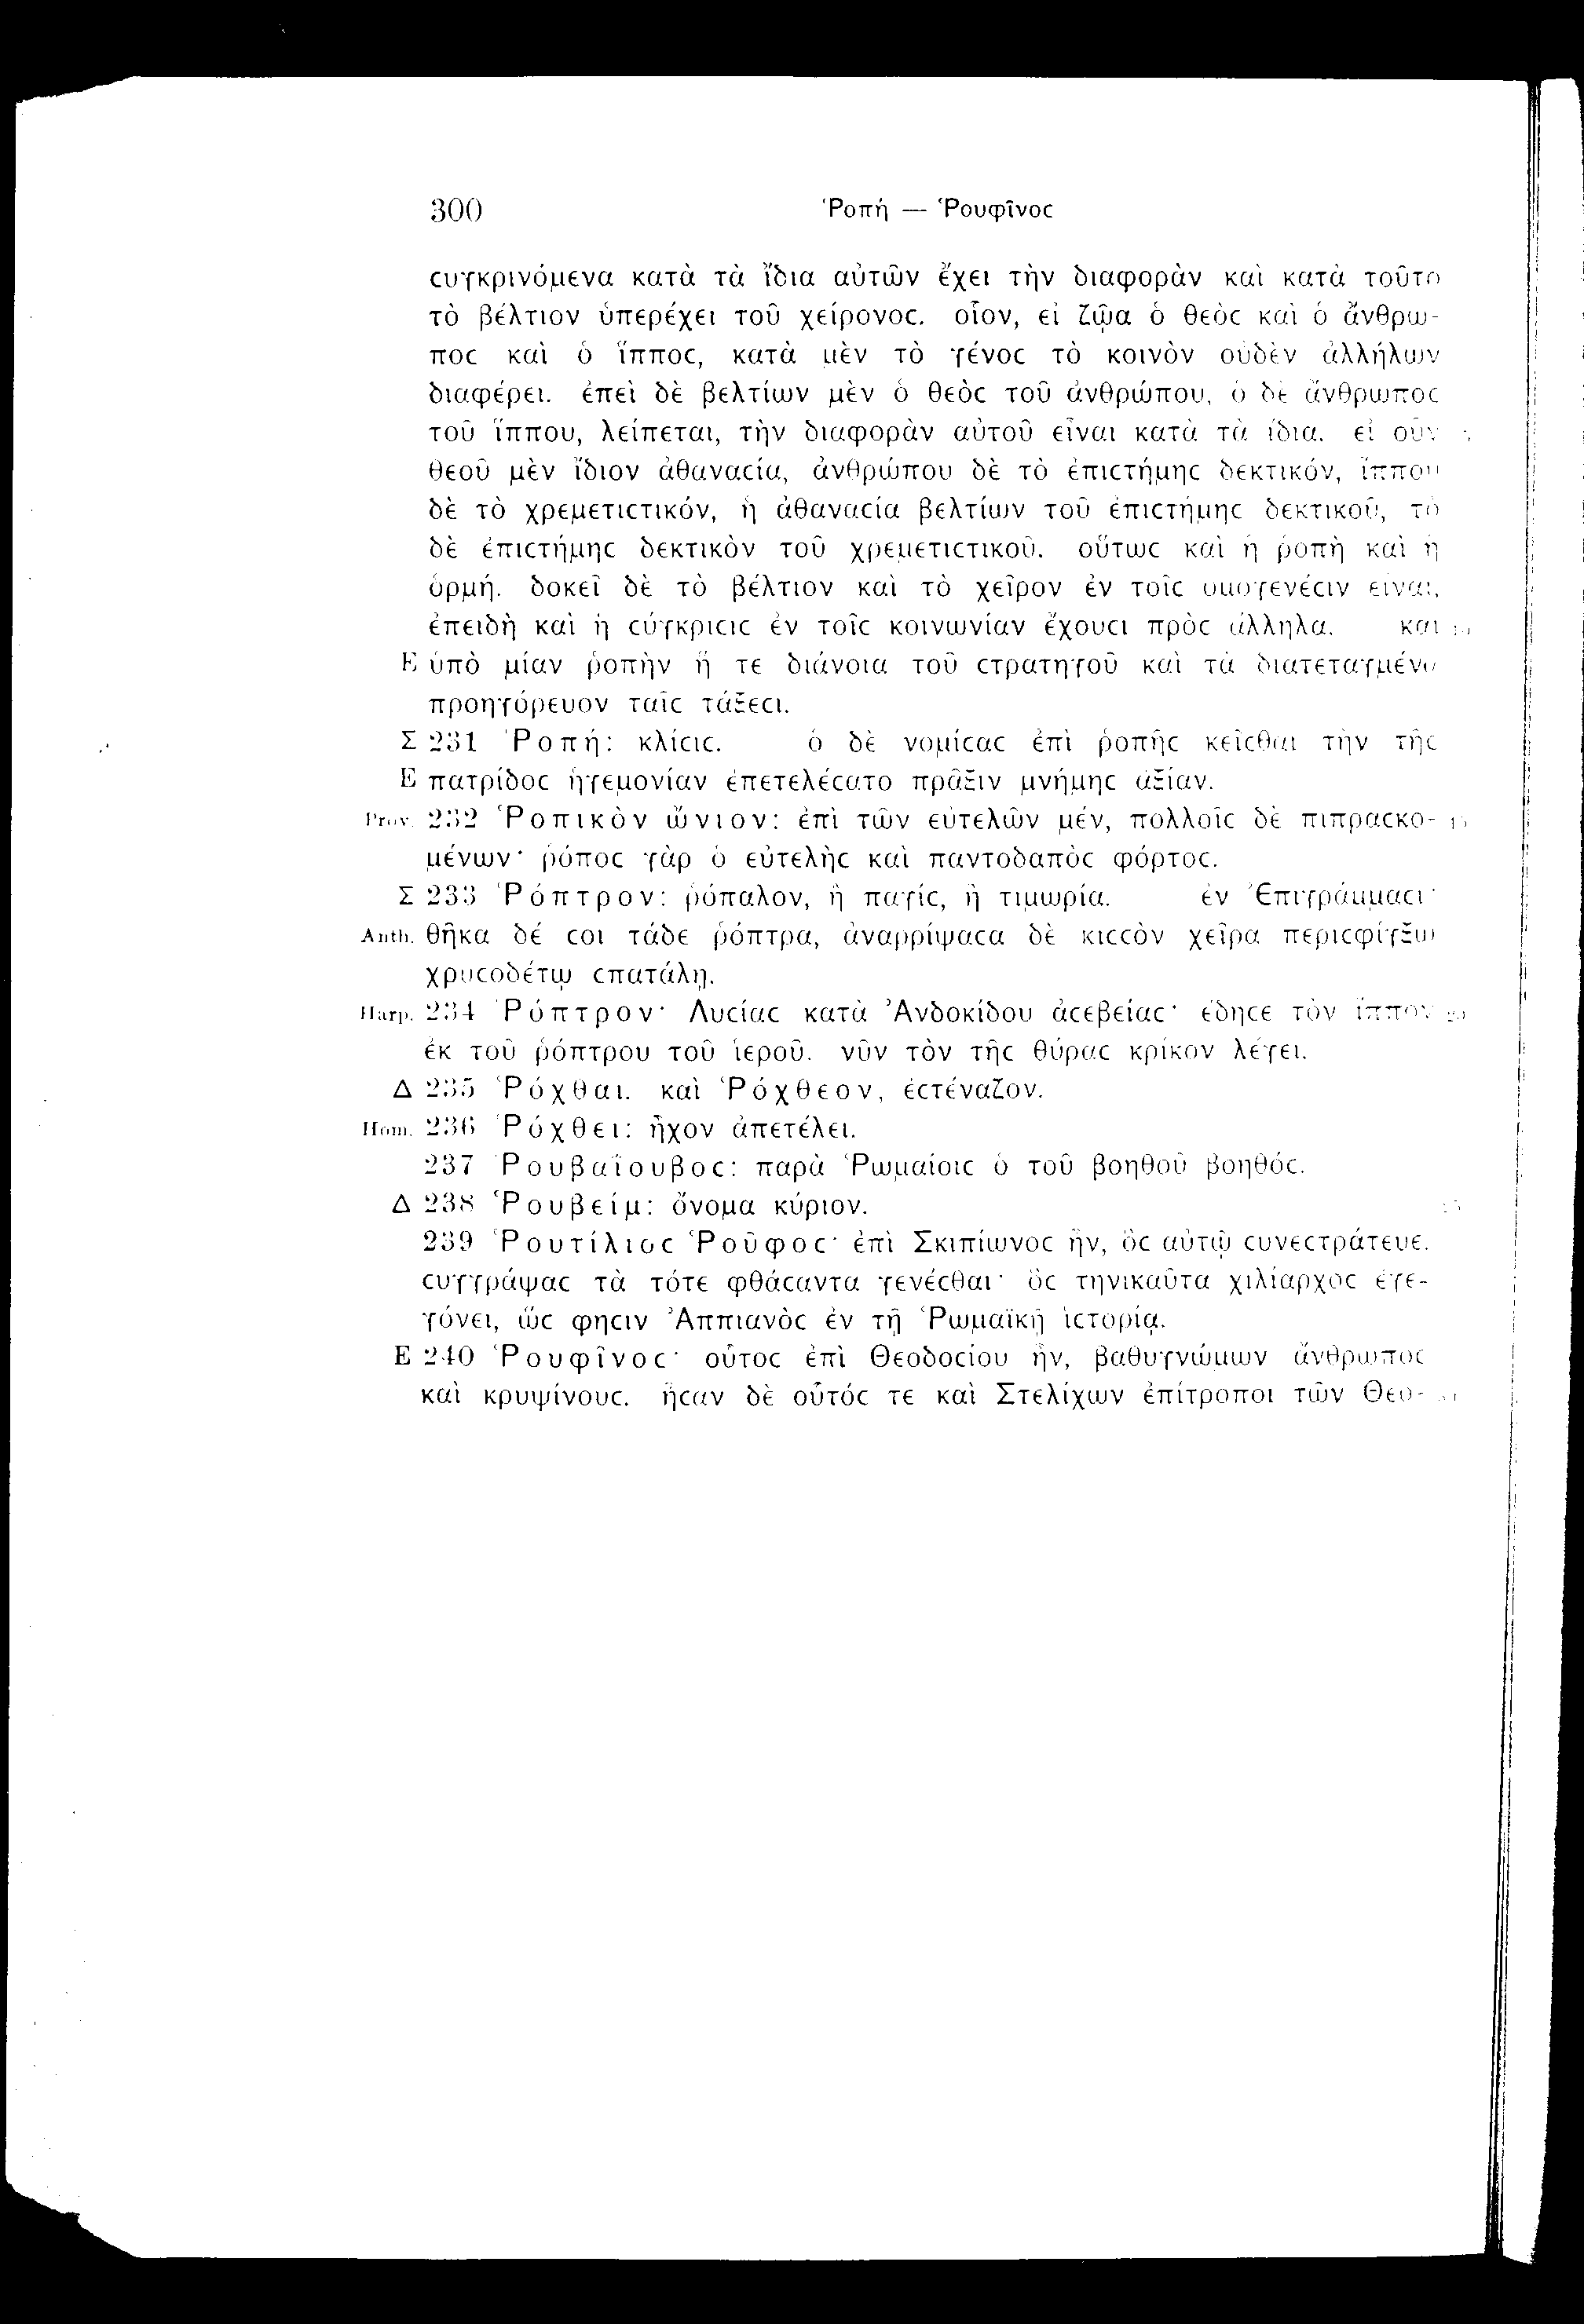 300 Ῥοπή — Ῥουφῖνοϲ
ϲυγκρινόμενα κατὰ τὰ ἴδια αὐτῶν ἔχει τὴν διαφορὰν καὶ κατὰ τοῦτο
τὸ βέλτιον ὑπερέχει τοῦ χείρονοϲ. οἷον, εἰ ζῷα ὁ θεὸϲ καὶ ὁ ἄνθρω-
ποϲ καὶ ὁ ἵπποϲ, κατὰ μὲν τὸ γένοϲ τὸ κοινὸν οὐδὲν ἀλλήλων
διαφέρει. ἐπεὶ δὲ βελτίων μὲν ὁ θεὸϲ τοῦ ἀνθρώπου, ὁ δὲ ἄνθρωποϲ
τοῦ ἵππου, λείπεται, τὴν διαφορὰν αὐτοῦ εἶναι κατὰ τὰ ἴδια. εἰ οὖν
θεοῦ μὲν ἴδιον ἀθαναϲία, ἀνθρώπου δὲ τὸ ἐπιϲτήμηϲ δεκτικόν, ἵππου
δὲ τὸ χρεμετιϲτικόν, ἡ ἀθαναϲία βελτίων τοῦ ἐπιϲτήμηϲ δεκτικοῦ, τὸ
δὲ ἐπιϲτήμηϲ δεκτικὸν τοῦ χρεμετιϲτικοῦ. οὕτωϲ καὶ ἡ ῥοπὴ καὶ ἡ
ὁρμή. δοκεῖ δὲ τὸ βέλτιον καὶ τὸ χεῖρον ἐν τοῖϲ ὁμογενέϲιν εἶναι,
ἐπειδὴ καὶ ἡ ϲύγκριϲιϲ ἐν τοῖϲ κοινωνίαν ἔχουϲι πρὸϲ ἄλληλα. καὶ 10
E ὑπὸ μίαν ῥοπὴν ἥ τε διάνοια τοῦ ϲτρατηγοῦ καὶ τὰ διατεταγμένα
προηγόρευον ταῖϲ τάξεϲι.
Σ 231 Ῥοπή: κλίϲιϲ. ὁ δὲ νομίϲαϲ ἐπὶ ῥοπῆϲ κεῖϲθαι τὴν τῆϲ
E πατρίδοϲ ἡγεμονίαν ἐπετελέϲατο πρᾶξιν μνήμηϲ ἀξίαν.
Prov. 232 Ῥοπικὸν ὤνιον: ἐπὶ τῶν εὐτελῶν μέν, πολλοῖϲ δὲ πιπραϲκο- 15
μένων· ῥόποϲ γὰρ ὁ εὐτελὴϲ καὶ παντοδαπὸϲ φόρτοϲ.
Σ 233 Ῥόπτρον: ῥόπαλον, ἢ παγίϲ, ἢ τιμωρία. ἐν Ἐπιγράμμαϲι·
Anth. θῆκα δέ ϲοι τάδε ῥόπτρα, ἀναρρίψαϲα δὲ κιϲϲὸν χεῖρα περιϲφίγξω
χρυϲοδέτῳ ϲπατάλῃ.
Harp. 234 Ῥόπτρον· Λυϲίαϲ κατὰ Ἀνδοκίδου ἀϲεβείαϲ· ἔδηϲε τὸν ἵππον 20
ἐκ τοῦ ῥόπτρου τοῦ ἱεροῦ. νῦν τὸν τῆϲ θύραϲ κρίκον λέγει.
Δ 235 Ῥόχθαι. καὶ Ῥόχθεον, ἐϲτέναζον.
Hom. 236 Ῥόχθει: ἦχον ἀπετέλει.
237 Ῥουβαΐουβοϲ: παρὰ Ῥωμαίοιϲ ὁ τοῦ βοηθοῦ βοηθόϲ.
Δ 238 Ῥουβείμ: ὄνομα κύριον.
239 Ῥουτίλιοϲ Ῥοῦφοϲ· ἐπὶ Σκιπίωνοϲ ἦν, ὃϲ αὐτῷ ϲυνεϲτράτευε.
ϲυγγράψαϲ τὰ τότε φθάϲαντα γενέϲθαι· ὃϲ τηνικαῦτα χιλίαρχοϲ ἐγε-
γόνει, ὥϲ φηϲιν Ἀππιανὸϲ ἐν τῇ Ῥωμαϊκῇ ἱϲτορίᾳ.
E 240 Ῥουφῖνοϲ· οὗτοϲ ἐπὶ Θεοδοϲίου ἦν, βαθυγνώμων ἄνθρωποϲ
καὶ κρυψίνουϲ. ἦϲαν δὲ οὗτόϲ τε καὶ Στελίχων ἐπίτροποι τῶν Θεο-